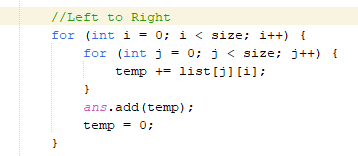 //Left to Right
for (int i = 0; i < size; i++) {
for (int j = 0; j < size; j++) {
temp += list[j][i];
}
ans.add(temp);
temp = 0;
}